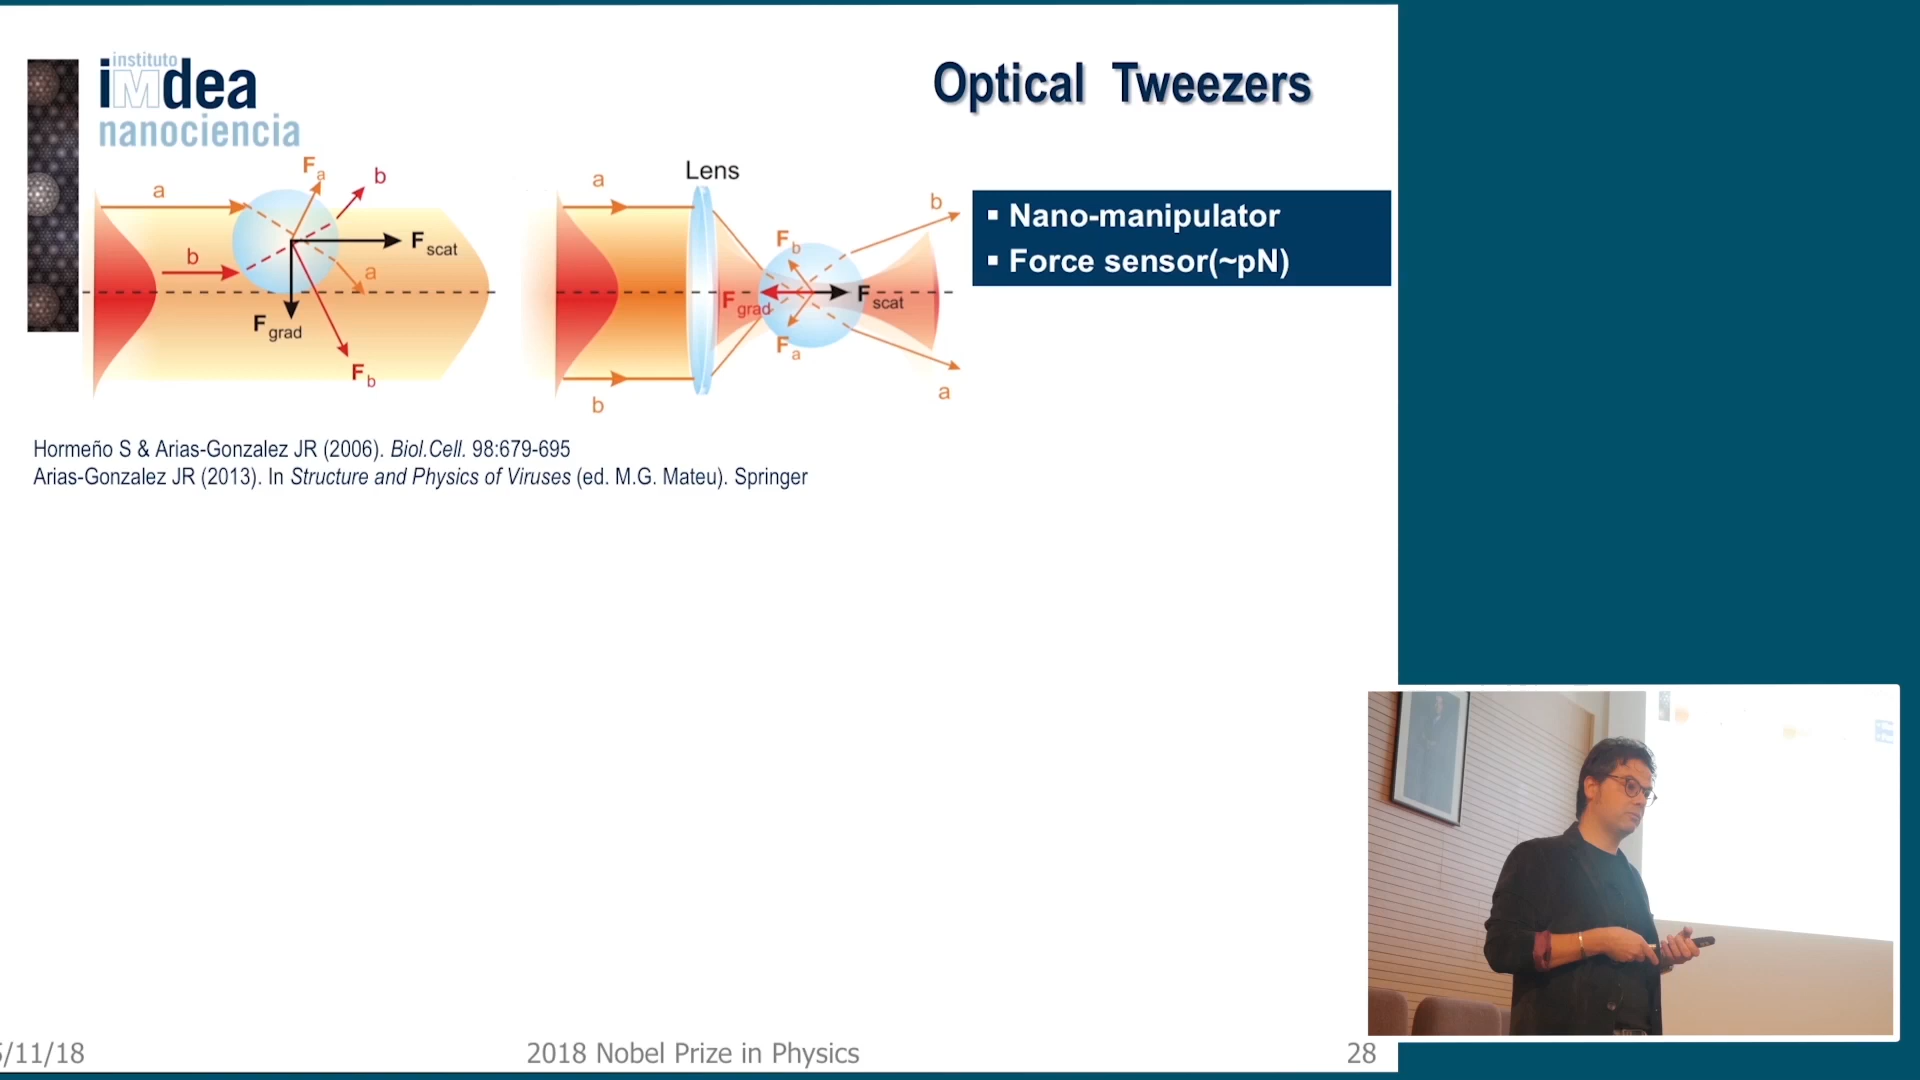 instituto
imdea
nanociencia
Optical Tweezers
a
b
Fa
b
Fscat
a
Fgrad
Fb
Lens
a
b
Fb
Fgrad
Fscat
Fa
b
a
▪ Nano-manipulator
▪ Force sensor(~pN)
Hormeño S & Arias-Gonzalez JR (2006). Biol.Cell. 98:679-695
Arias-Gonzalez JR (2013). In Structure and Physics of Viruses (ed. M.G. Mateu). Springer
/11/18
2018 Nobel Prize in Physics
28